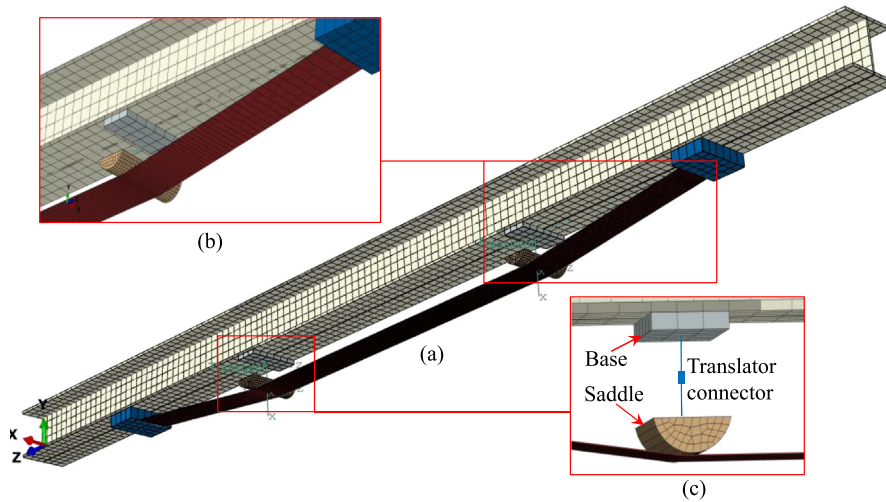 (b)
(a)
Base
Translator
connector
Saddle
(c)
Y
X
Z
Z
X
Z
X